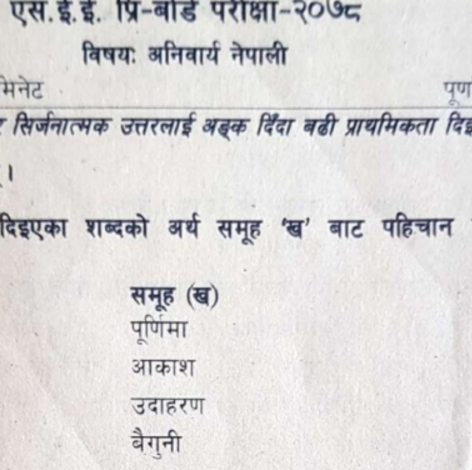 एस.ई.ई. प्रि-बोर्ड परीक्षा-२०७८
विषय: अनिवार्य नेपाली
मिनेट पूर्ण
सिर्जनात्मक उत्तरलाई अङ्क दिँदा बढी प्राथमिकता दिइ
।
दिइएका शब्दको अर्थ समूह 'ख' बाट पहिचान
समूह (ख)
पूर्णिमा
आकाश
उदाहरण
बैगुनी